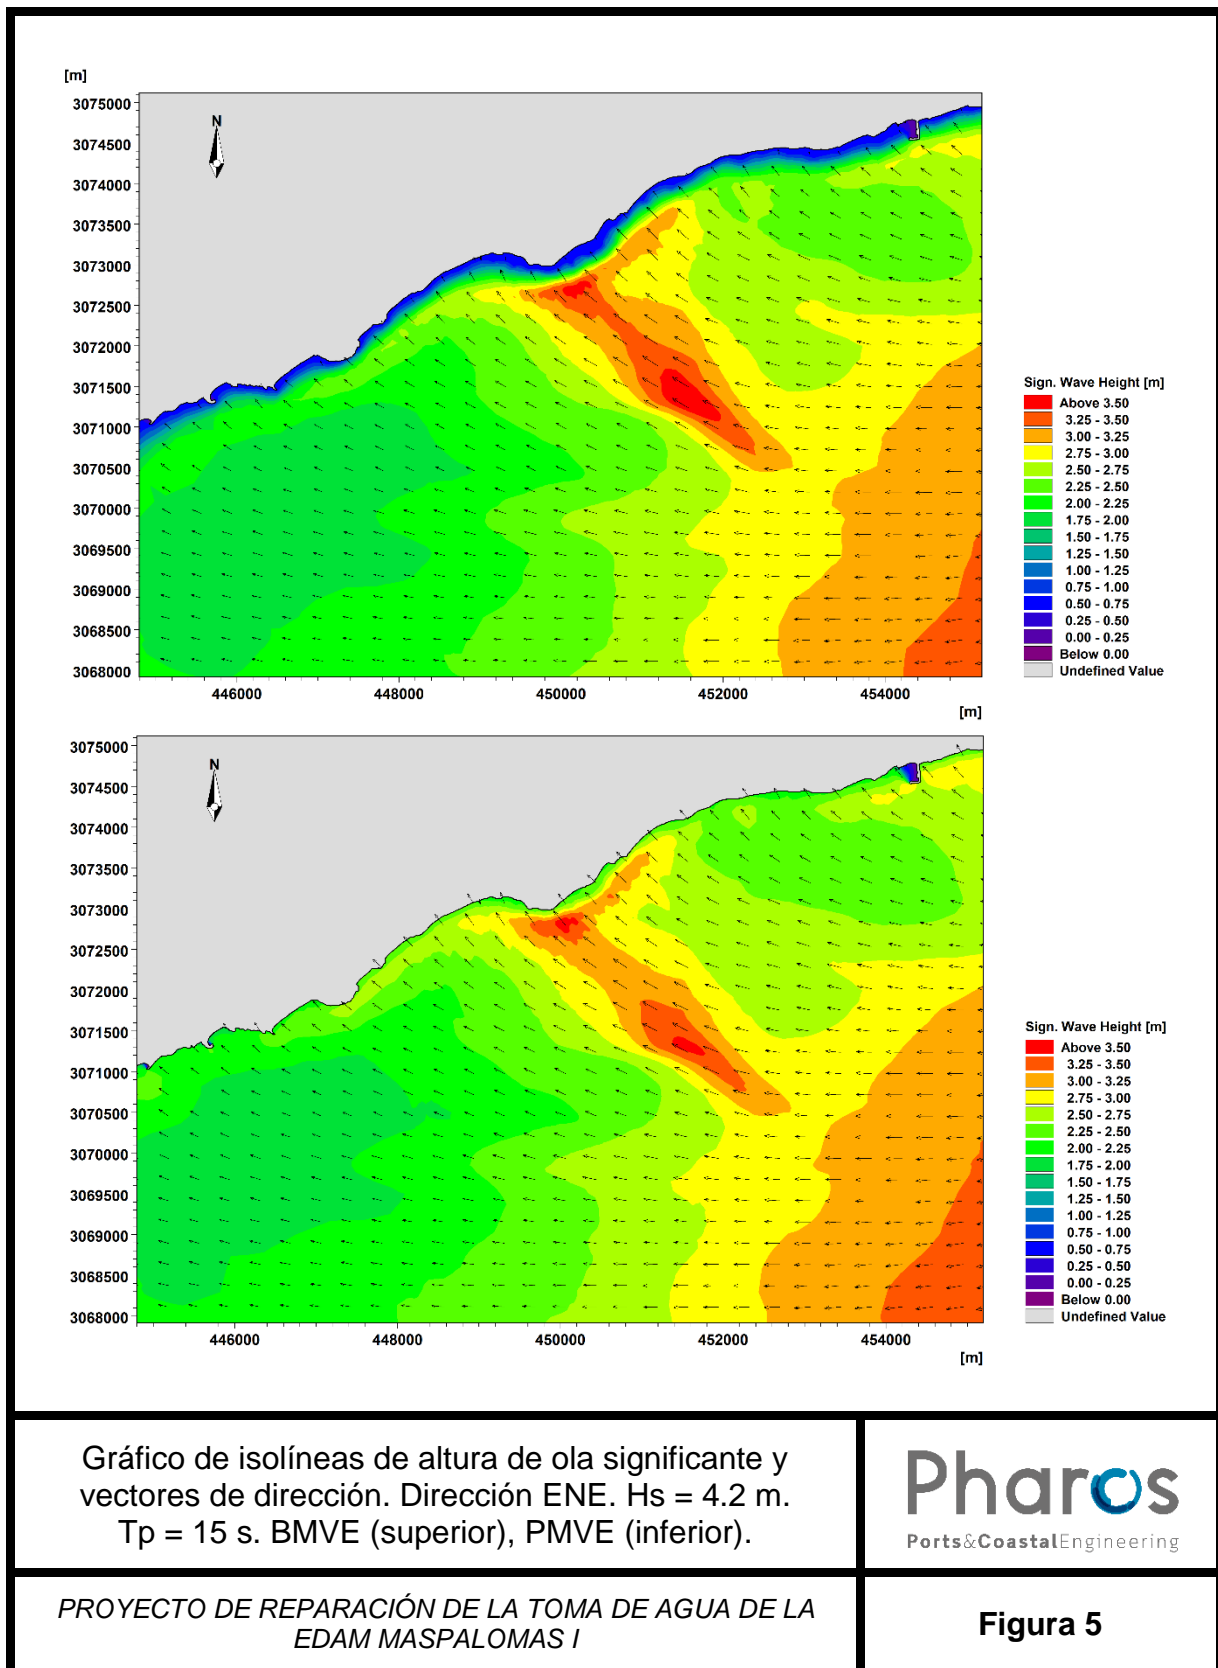 [m]
3075000
N
3074500
3074000
3073500
3073000
3072500
3072000
3071500
3071000
3070500
3070000
3069500
3069000
3068500
3068000
446000 448000 450000 452000 454000
[m]
Sign. Wave Height [m]
Above 3.50
3.25 - 3.50
3.00 - 3.25
2.75 - 3.00
2.50 - 2.75
2.25 - 2.50
2.00 - 2.25
1.75 - 2.00
1.50 - 1.75
1.25 - 1.50
1.00 - 1.25
0.75 - 1.00
0.50 - 0.75
0.25 - 0.50
0.00 - 0.25
Below 0.00
Undefined Value
3075000
N
3074500
3074000
3073500
3073000
3072500
3072000
3071500
3071000
3070500
3070000
3069500
3069000
3068500
3068000
446000 448000 450000 452000 454000
[m]
Sign. Wave Height [m]
Above 3.50
3.25 - 3.50
3.00 - 3.25
2.75 - 3.00
2.50 - 2.75
2.25 - 2.50
2.00 - 2.25
1.75 - 2.00
1.50 - 1.75
1.25 - 1.50
1.00 - 1.25
0.75 - 1.00
0.50 - 0.75
0.25 - 0.50
0.00 - 0.25
Below 0.00
Undefined Value
Gráfico de isolíneas de altura de ola significante y
vectores de dirección. Dirección ENE. Hs = 4.2 m.
Tp = 15 s. BMVE (superior), PMVE (inferior).
Pharos
Ports&CoastalEngineering
PROYECTO DE REPARACIÓN DE LA TOMA DE AGUA DE LA
EDAM MASPALOMAS I
Figura 5